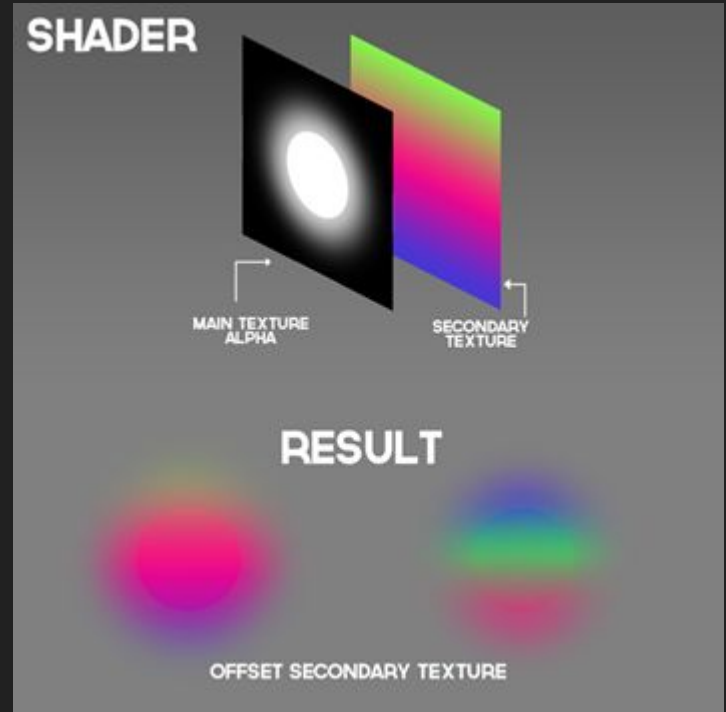 SHADER
MAIN TEXTURE
ALPHA
SECONDARY
TEXTURE
RESULT
OFFSET SECONDARY TEXTURE